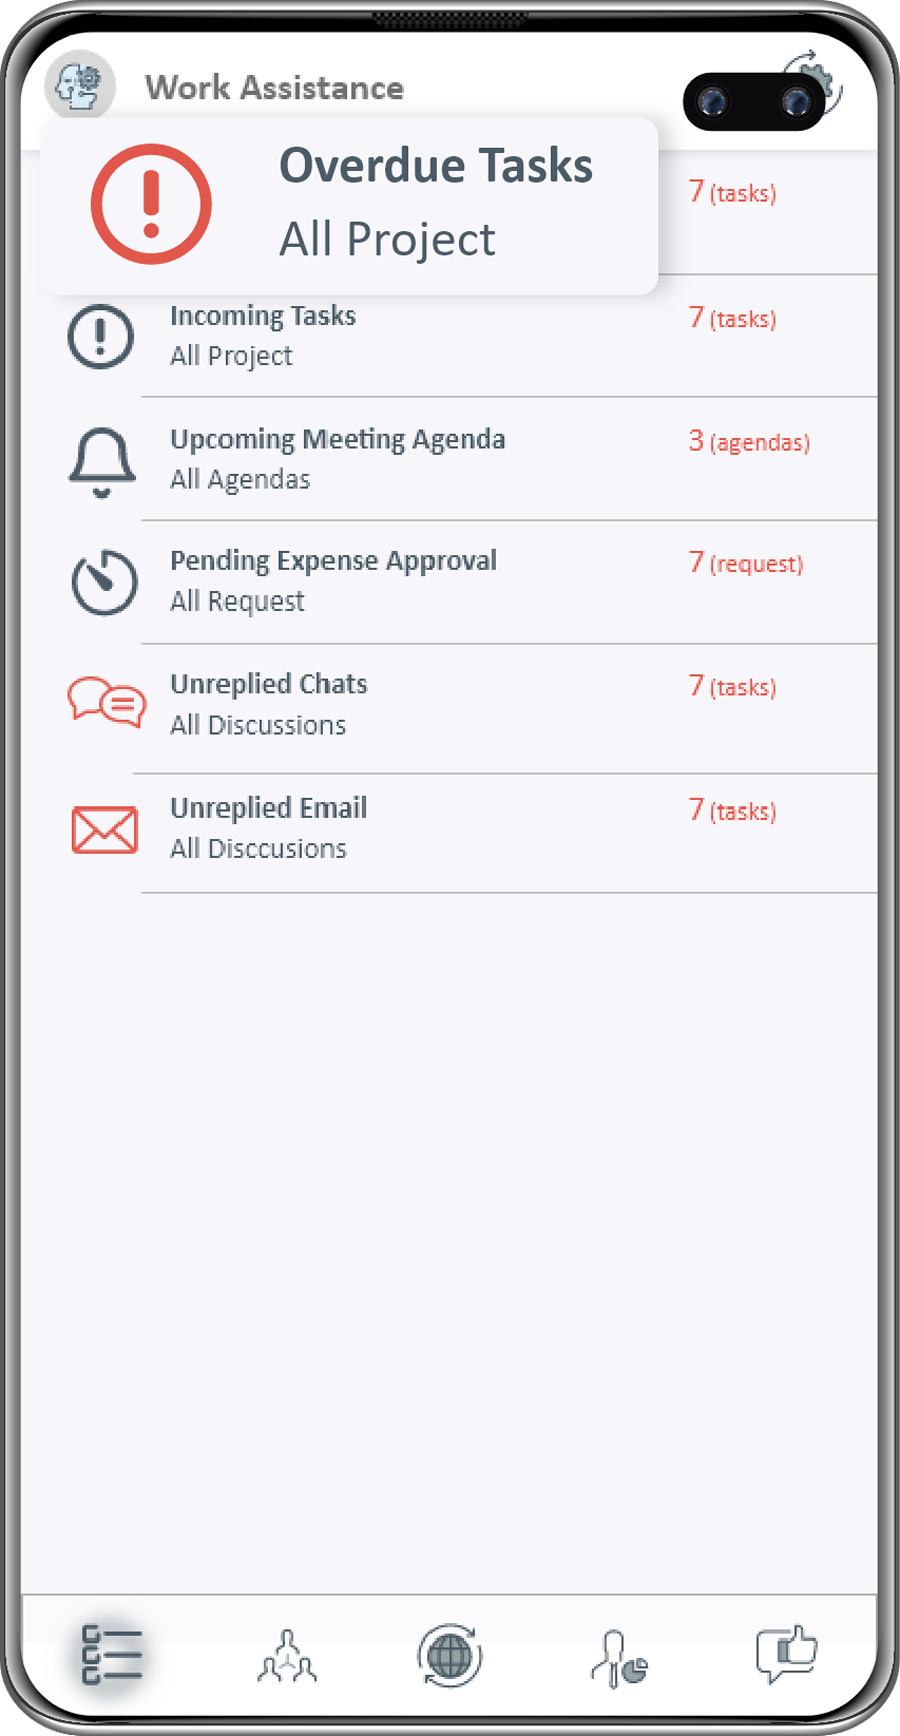 Work Assistance
Overdue Tasks
All Project
7 (tasks)
Incoming Tasks
All Project
7 (tasks)
Upcoming Meeting Agenda
All Agendas
3 (agendas)
Pending Expense Approval
All Request
7 (request)
Unreplied Chats
All Discussions
7 (tasks)
Unreplied Email
All Disccusions
7 (tasks)